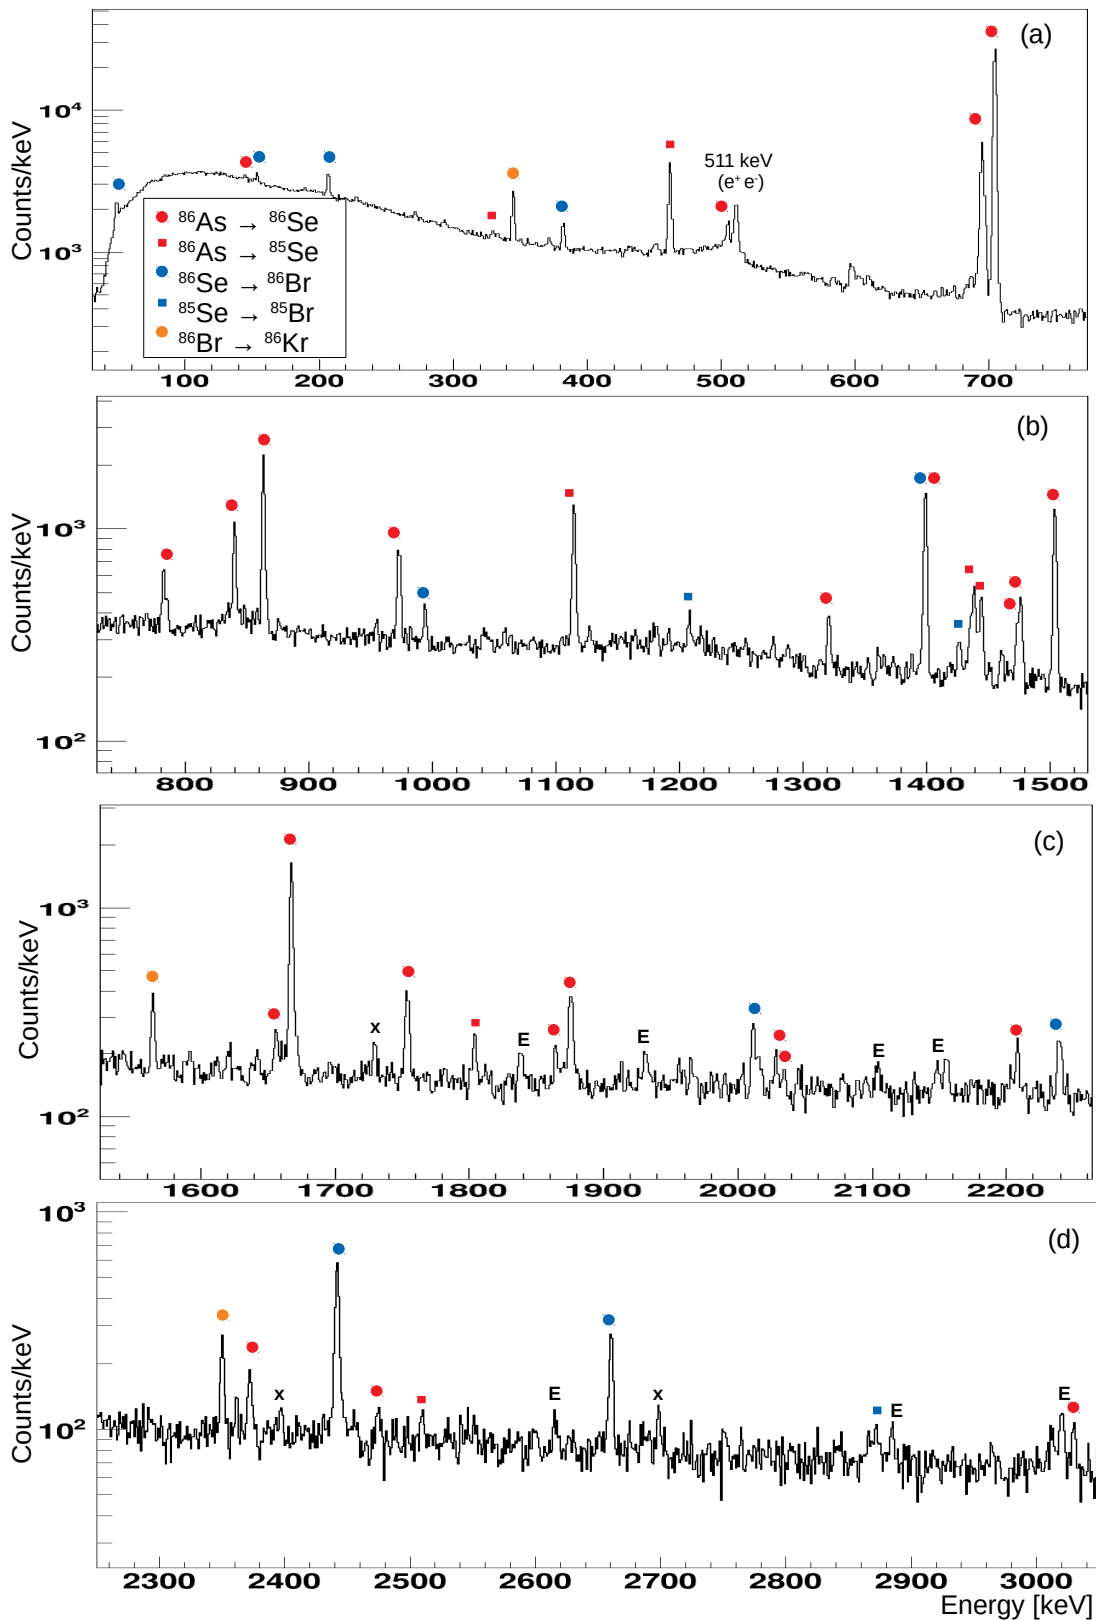 (a)
10⁴
10³
Counts/keV
511 keV
(e⁺ e⁻)
⁸⁶As → ⁸⁶Se
⁸⁶As → ⁸⁵Se
⁸⁶Se → ⁸⁶Br
⁸⁵Se → ⁸⁵Br
⁸⁶Br → ⁸⁶Kr
100 200 300 400 500 600 700
(b)
10³
10²
Counts/keV
800 900 1000 1100 1200 1300 1400 1500
(c)
10³
10²
Counts/keV
x E E E E
1600 1700 1800 1900 2000 2100 2200
(d)
10³
10²
Counts/keV
x E x E E
2300 2400 2500 2600 2700 2800 2900 3000
Energy [keV]